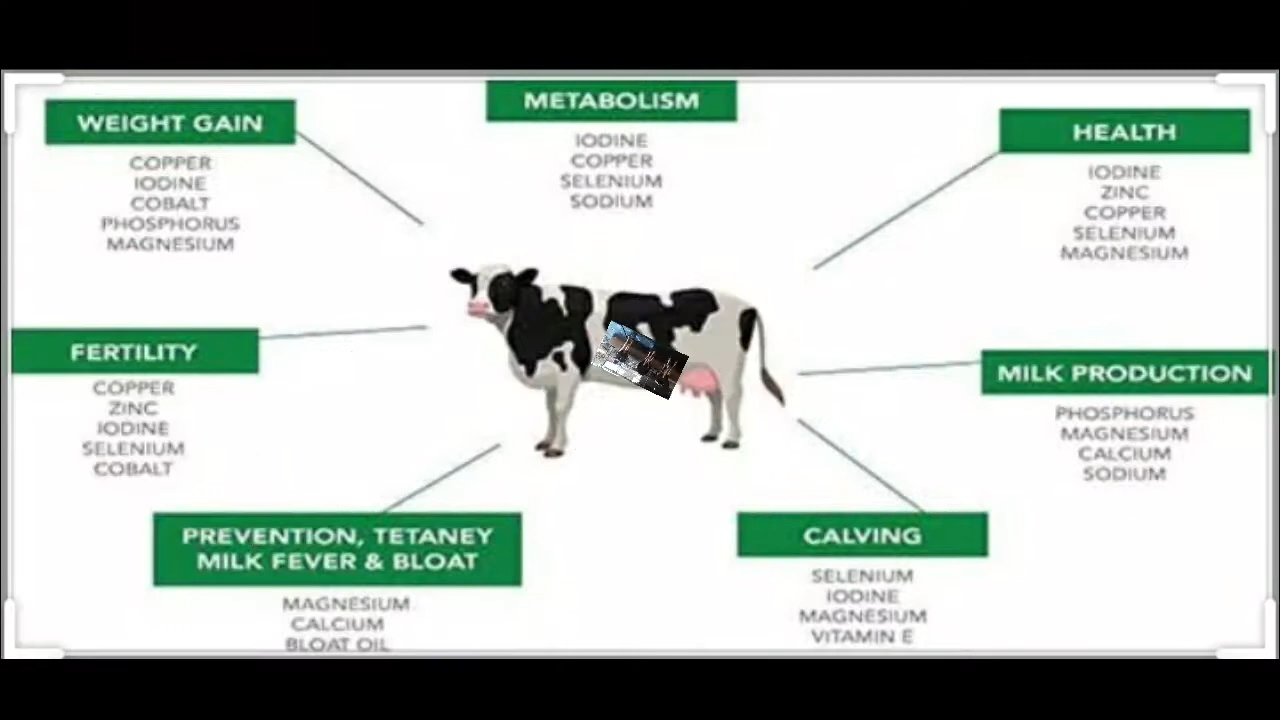 METABOLISM
IODINE
COPPER
SELENIUM
SODIUM
WEIGHT GAIN
COPPER
IODINE
COBALT
PHOSPHORUS
MAGNESIUM
HEALTH
IODINE
ZINC
COPPER
SELENIUM
MAGNESIUM
FERTILITY
COPPER
ZINC
IODINE
SELENIUM
COBALT
MILK PRODUCTION
PHOSPHORUS
MAGNESIUM
CALCIUM
SODIUM
PREVENTION, TETANEY
MILK FEVER & BLOAT
MAGNESIUM
CALCIUM
BLOAT OIL
CALVING
SELENIUM
IODINE
MAGNESIUM
VITAMIN E